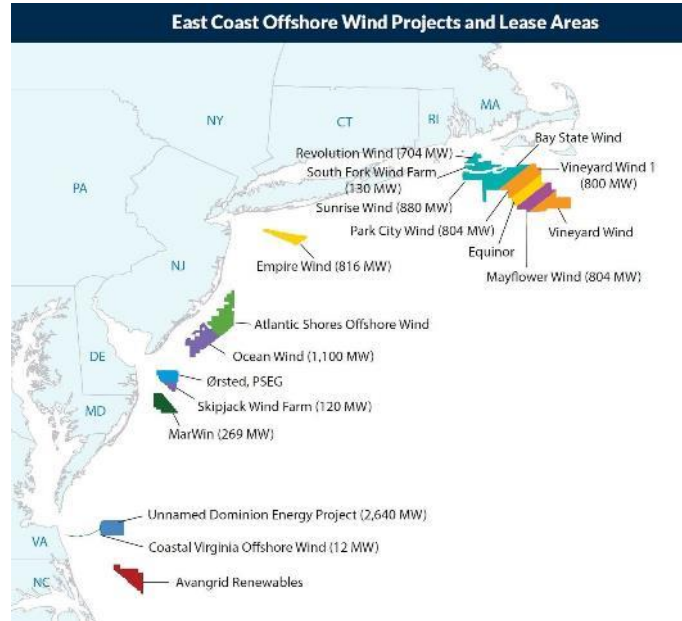 East Coast Offshore Wind Projects and Lease Areas
MA
NY
CT
RI
Bay State Wind
Revolution Wind (704 MW)
South Fork Wind Farm
(130 MW)
Vineyard Wind 1
(800 MW)
Sunrise Wind (880 MW)
PA
Park City Wind (804 MW)
Vineyard Wind
Equinor
Mayflower Wind (804 MW)
NJ
Empire Wind (816 MW)
Atlantic Shores Offshore Wind
DE
Ocean Wind (1,100 MW)
Ørsted, PSEG
Skipjack Wind Farm (120 MW)
MD
MarWin (269 MW)
Unnamed Dominion Energy Project (2,640 MW)
VA
Coastal Virginia Offshore Wind (12 MW)
NC
Avangrid Renewables